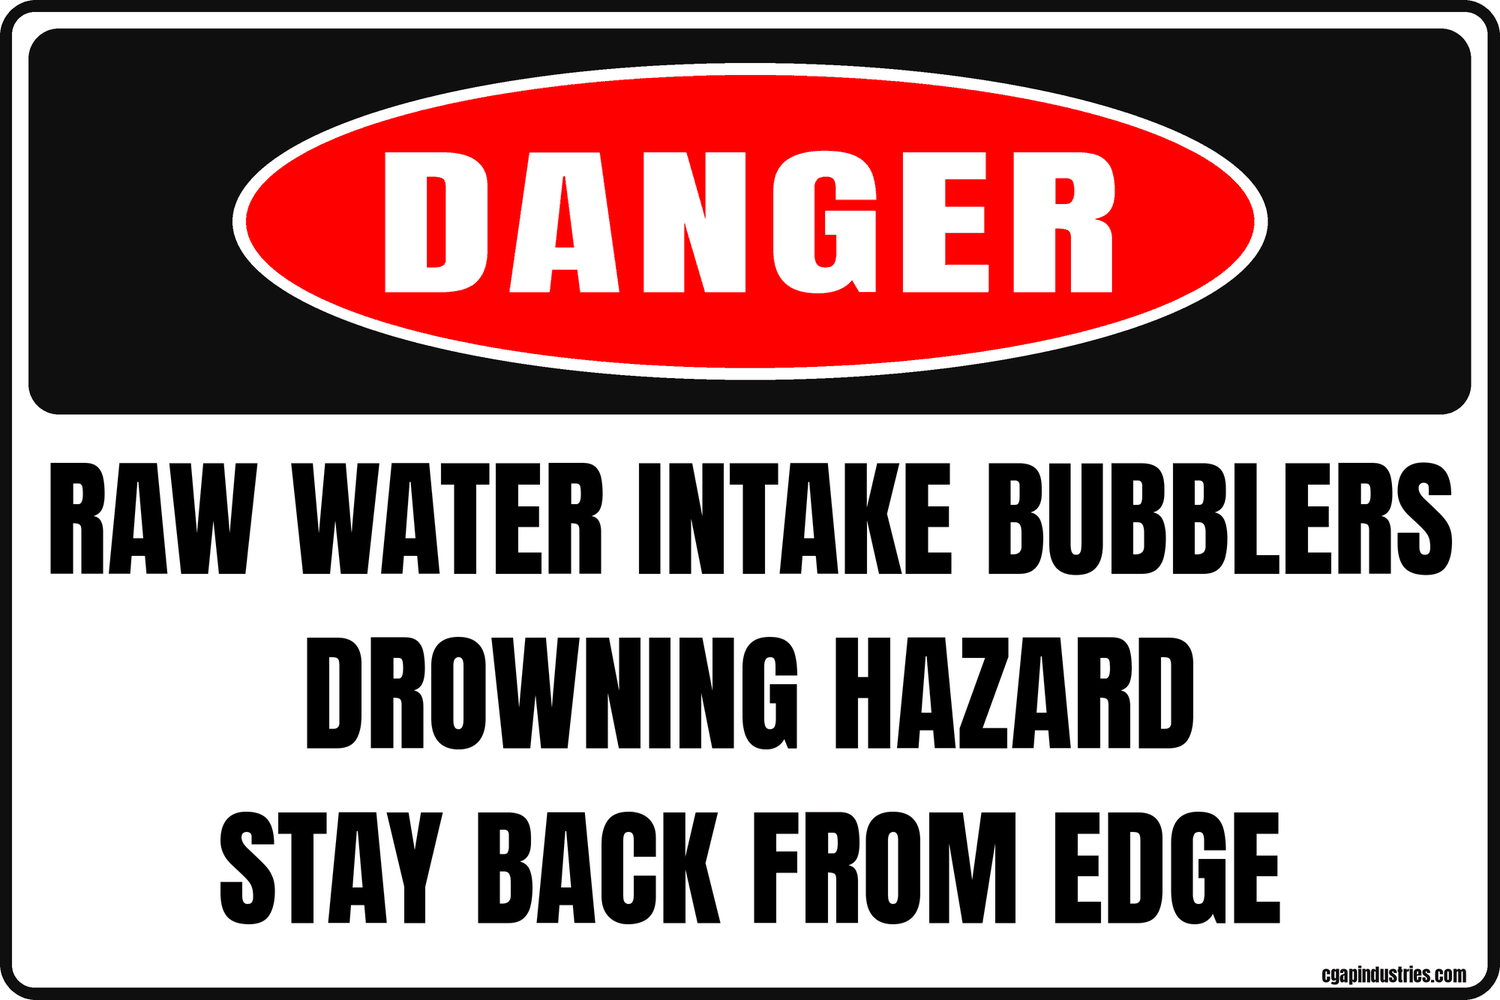 DANGER
RAW WATER INTAKE BUBBLERS
DROWNING HAZARD
STAY BACK FROM EDGE
cgapindustries.com